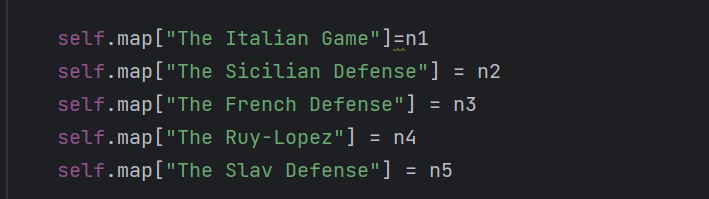 self.map["The Italian Game"]=n1
self.map["The Sicilian Defense"] = n2
self.map["The French Defense"] = n3
self.map["The Ruy-Lopez"] = n4
self.map["The Slav Defense"] = n5